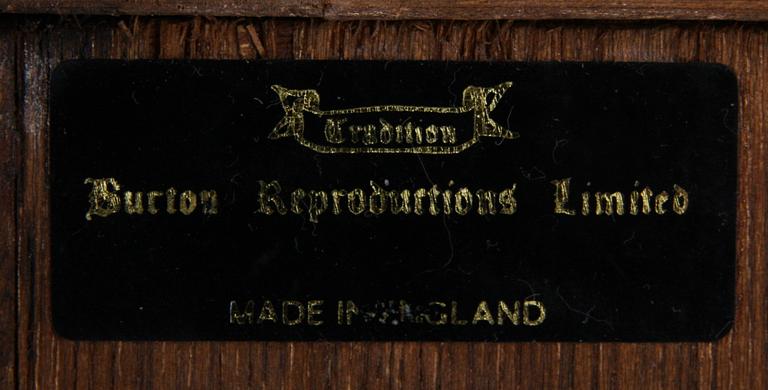 Tradition
Burton Reproductions Limited
MADE IN ENGLAND